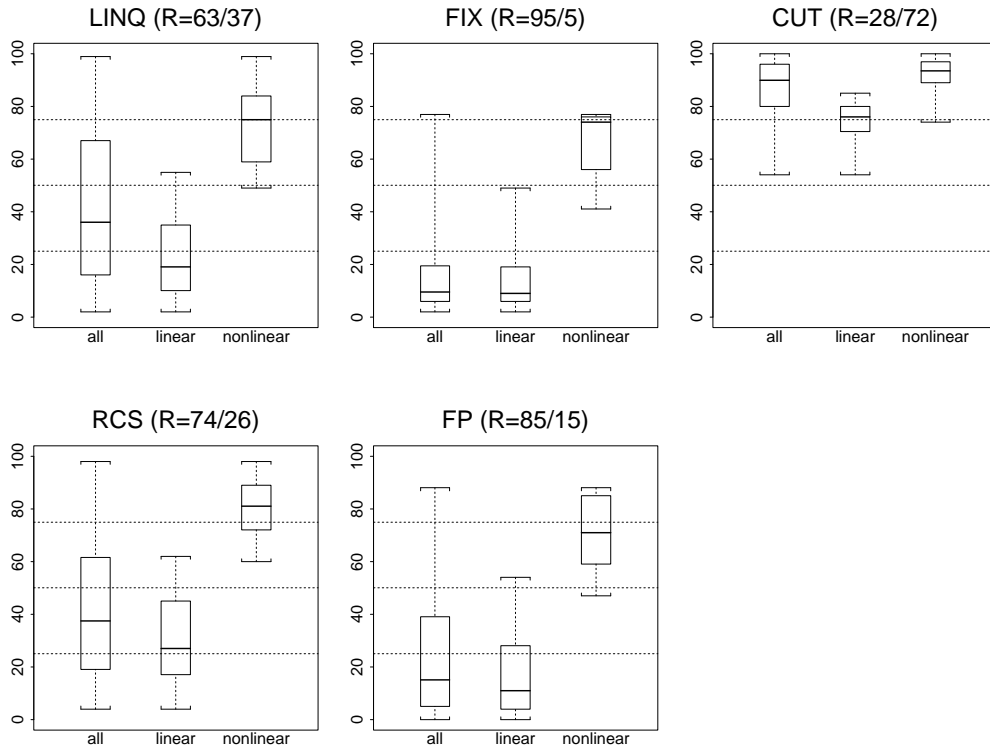 LINQ (R=63/37)
0 20 40 60 80 100
all linear nonlinear
FIX (R=95/5)
0 20 40 60 80 100
all linear nonlinear
CUT (R=28/72)
0 20 40 60 80 100
all linear nonlinear
RCS (R=74/26)
0 20 40 60 80 100
all linear nonlinear
FP (R=85/15)
0 20 40 60 80 100
all linear nonlinear